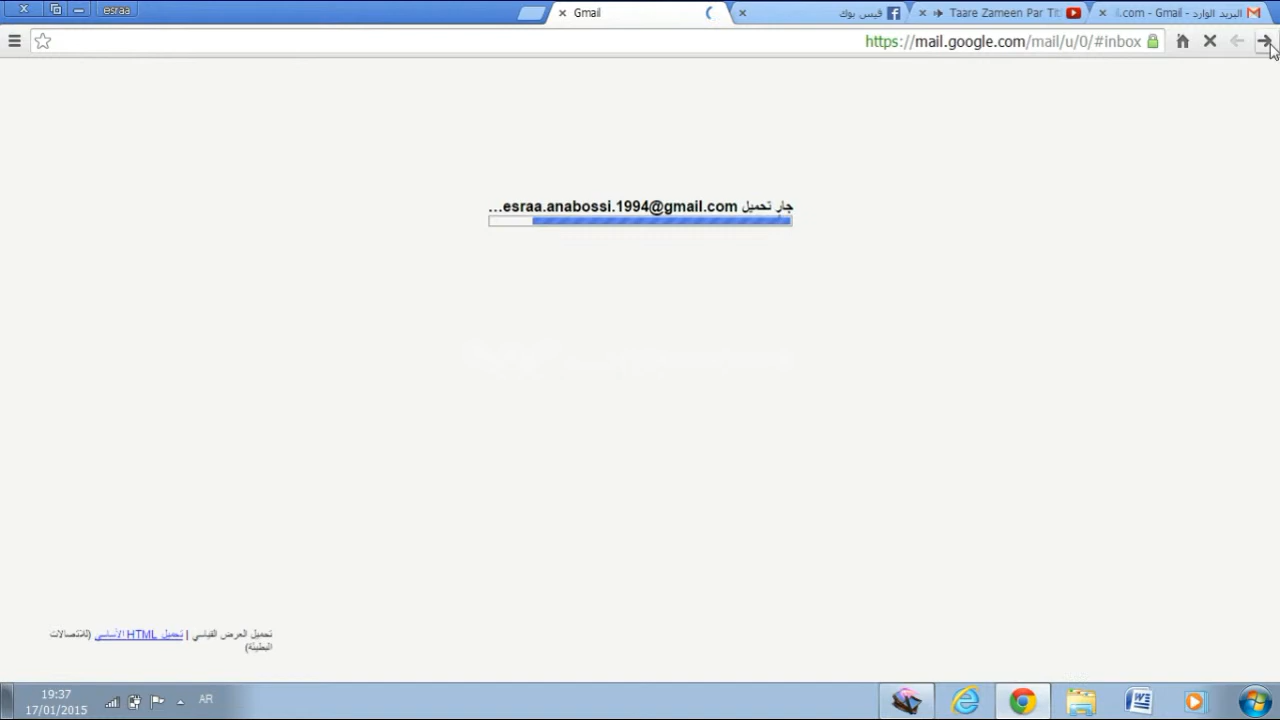 البريد الوارد - il.com - Gmail
Taare Zameen Par Tit
فيس بوك
Gmail
esraa
https://mail.google.com/mail/u/0/#inbox
جارٍ تحميل esraa.anabossi.1994@gmail.com...
تحميل العرض القياسي | تحميل HTML الأساسي (للاتصالات
البطيئة)
AR
19:37
17/01/2015